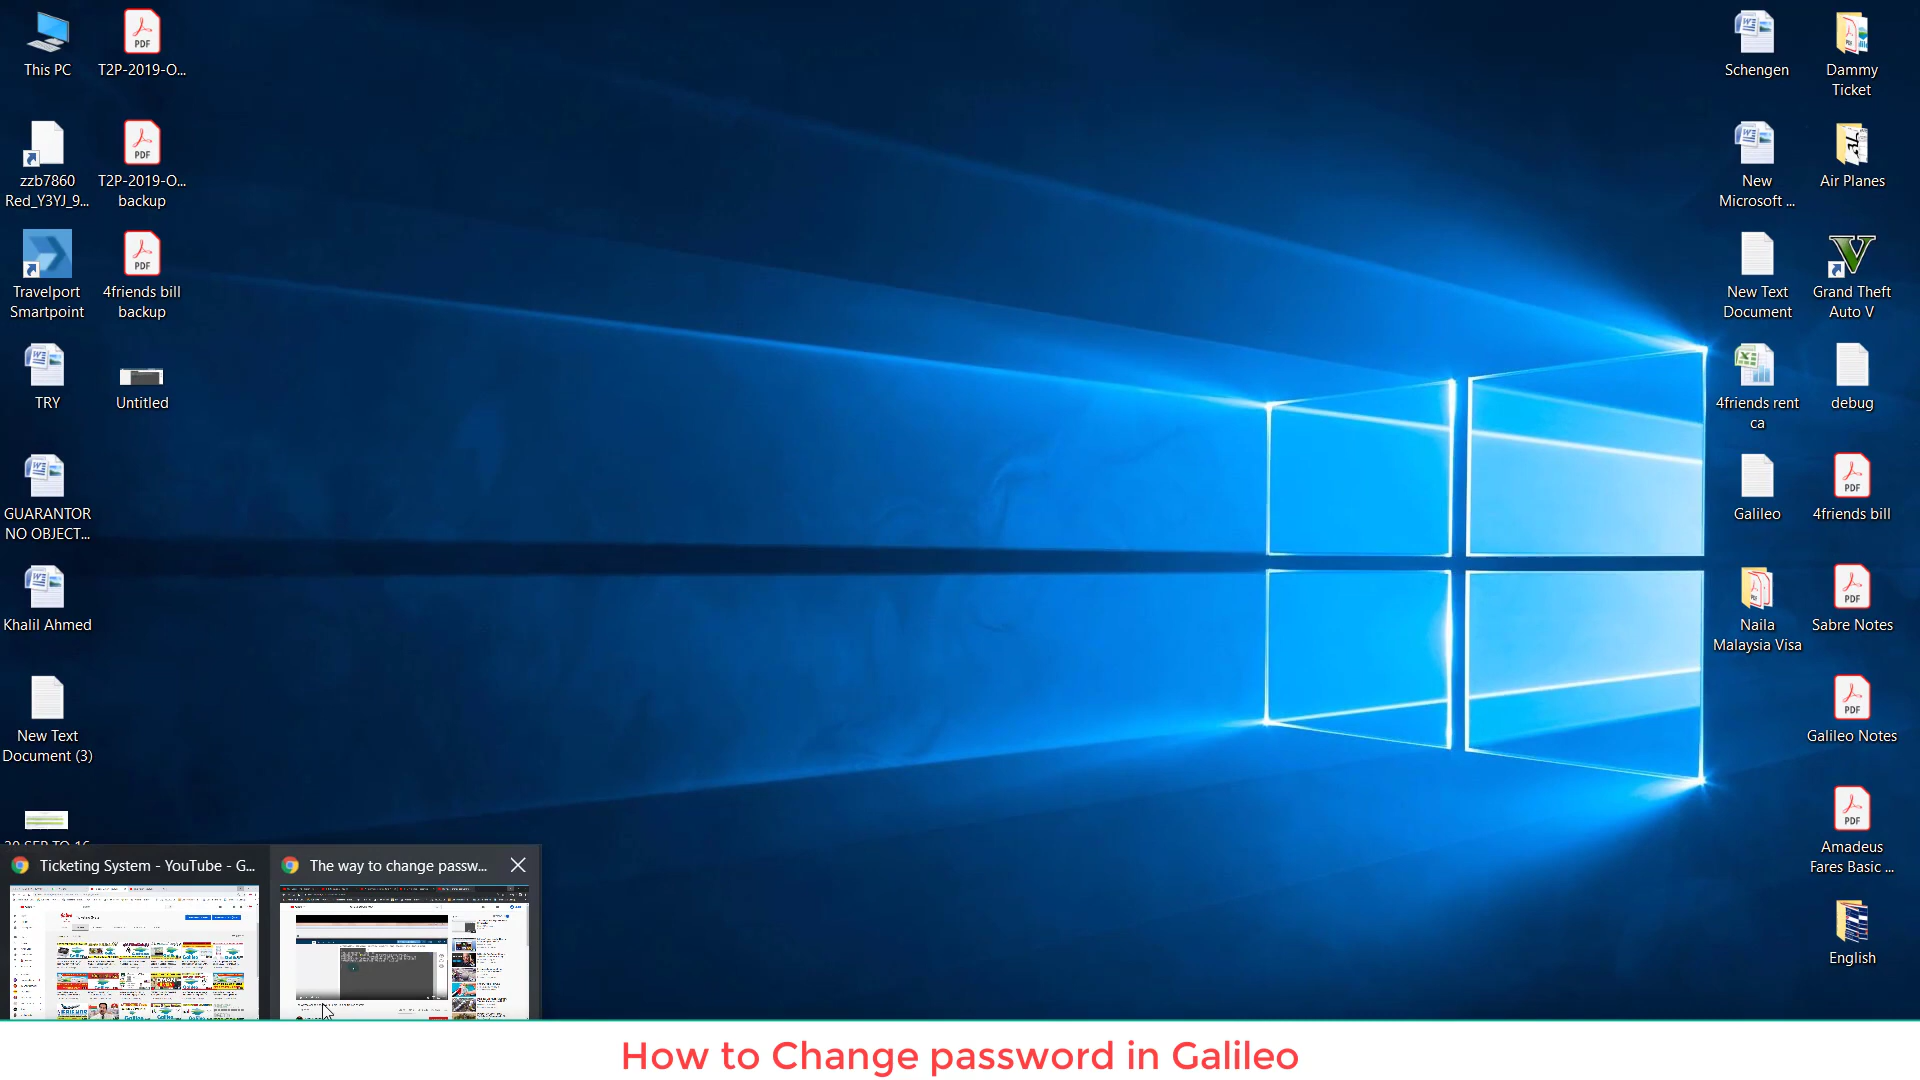 This PC
T2P-2019-O...
zzb7860
Red_Y3YJ_9...
T2P-2019-O...
backup
Travelport
Smartpoint
4friends bill
backup
TRY
Untitled
GUARANTOR
NO OBJECT...
Khalil Ahmed
New Text
Document (3)
Schengen
Dammy
Ticket
New
Microsoft ...
Air Planes
New Text
Document
Grand Theft
Auto V
4friends rent
ca
debug
Galileo
4friends bill
Naila
Malaysia Visa
Sabre Notes
Galileo Notes
Amadeus
Fares Basic ...
English
Ticketing System - YouTube - G...
The way to change passw...
How to Change password in Galileo